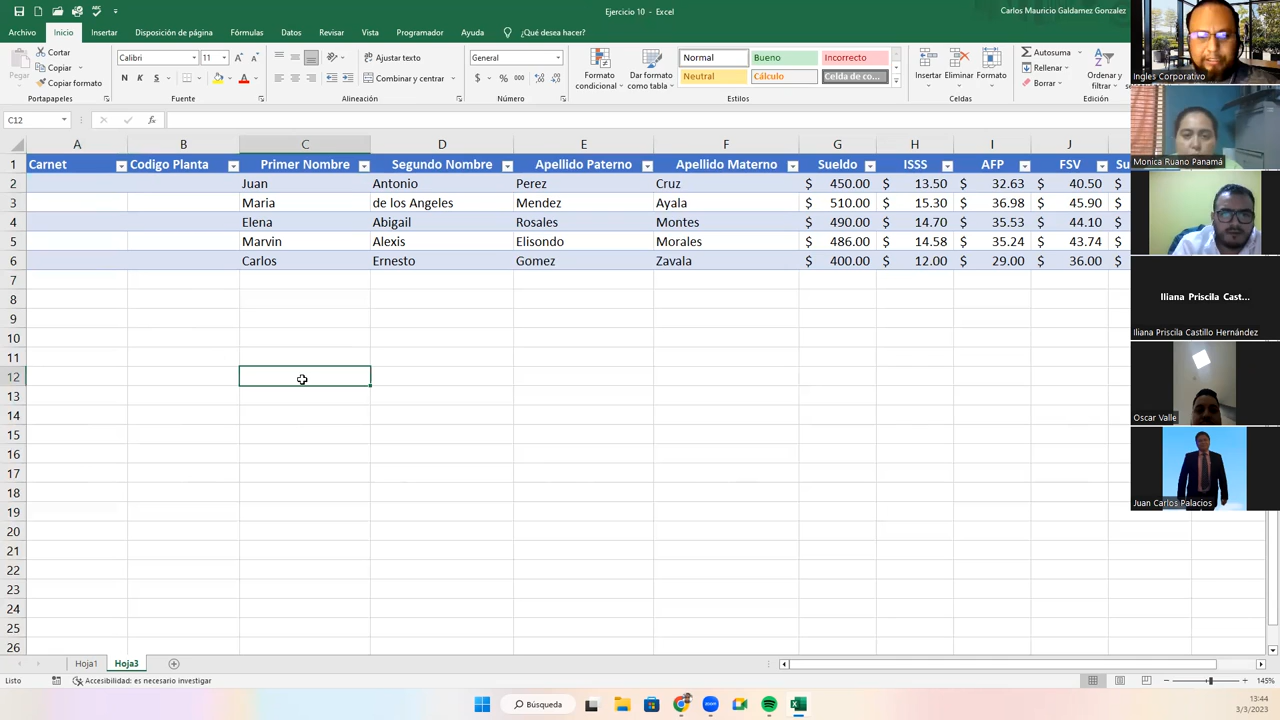 Ejercicio 10 - Excel
Carlos Mauricio Galdamez Gonzalez
Archivo Inicio Insertar Disposición de página Fórmulas Datos Revisar Vista Programador Ayuda ¿Qué desea hacer?
Cortar
Copiar
Copiar formato
Portapapeles
Calibri 11
N K S
Fuente
Ajustar texto
Combinar y centrar
Alineación
General
$ % 000
Número
Formato condicional
Dar formato como tabla
Normal Bueno Incorrecto
Neutral Cálculo Celda de co...
Estilos
Insertar Eliminar Formato
Celdas
Autosuma
Rellenar
Borrar
Ordenar y filtrar
Edición
C12 fx
A B C D E F G H I J
1 Carnet Codigo Planta Primer Nombre Segundo Nombre Apellido Paterno Apellido Materno Sueldo ISSS AFP FSV Su
2 Juan Antonio Perez Cruz $ 450.00 $ 13.50 $ 32.63 $ 40.50 $
3 Maria de los Angeles Mendez Ayala $ 510.00 $ 15.30 $ 36.98 $ 45.90 $
4 Elena Abigail Rosales Montes $ 490.00 $ 14.70 $ 35.53 $ 44.10 $
5 Marvin Alexis Elisondo Morales $ 486.00 $ 14.58 $ 35.24 $ 43.74 $
6 Carlos Ernesto Gomez Zavala $ 400.00 $ 12.00 $ 29.00 $ 36.00 $
7
8
9
10
11
12
13
14
15
16
17
18
19
20
21
22
23
24
25
26
Ingles Corporativo
Monica Ruano Panamá
Iliana Priscila Cast...
Iliana Priscila Castillo Hernández
Oscar Valle
Juan Carlos Palacios
Hoja1 Hoja3
Listo Accesibilidad: es necesario investigar 145%
Búsqueda
13:44
3/3/2023